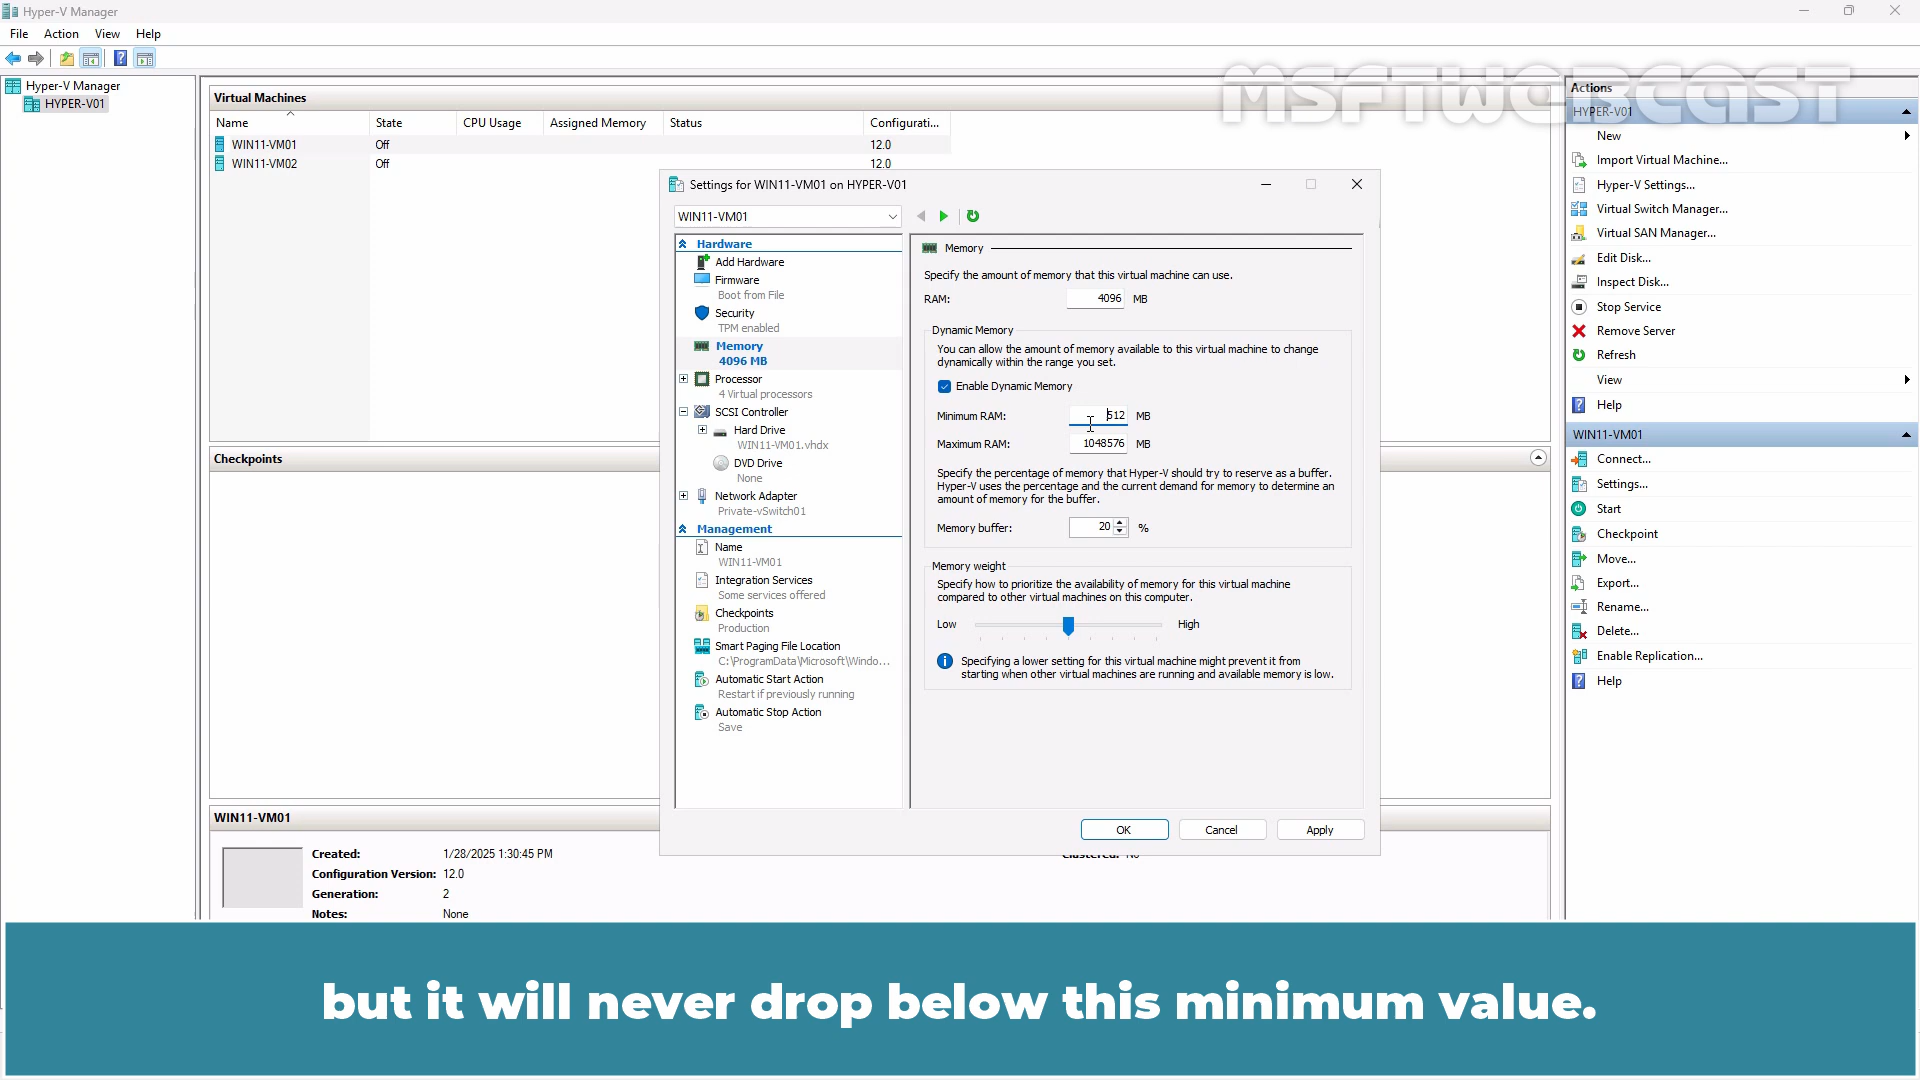 Hyper-V Manager
File Action View Help
MSFTWEBCAST
Hyper-V Manager
HYPER-V01
Virtual Machines
Name State CPU Usage Assigned Memory Status Configurati...
WIN11-VM01 Off 12.0
WIN11-VM02 Off 12.0
Checkpoints
WIN11-VM01
Created: 1/28/2025 1:30:45 PM
Configuration Version: 12.0
Generation: 2
Notes: None
Clustered: No
Settings for WIN11-VM01 on HYPER-V01
WIN11-VM01
Hardware
Add Hardware
Firmware
Boot from File
Security
TPM enabled
Memory
4096 MB
Processor
4 Virtual processors
SCSI Controller
Hard Drive
WIN11-VM01.vhdx
DVD Drive
None
Network Adapter
Private-vSwitch01
Management
Name
WIN11-VM01
Integration Services
Some services offered
Checkpoints
Production
Smart Paging File Location
C:\ProgramData\Microsoft\Windo...
Automatic Start Action
Restart if previously running
Automatic Stop Action
Save
Memory
Specify the amount of memory that this virtual machine can use.
RAM: 4096 MB
Dynamic Memory
You can allow the amount of memory available to this virtual machine to change
dynamically within the range you set.
Enable Dynamic Memory
Minimum RAM: 512 MB
Maximum RAM: 1048576 MB
Specify the percentage of memory that Hyper-V should try to reserve as a buffer.
Hyper-V uses the percentage and the current demand for memory to determine an
amount of memory for the buffer.
Memory buffer: 20 %
Memory weight
Specify how to prioritize the availability of memory for this virtual machine
compared to other virtual machines on this computer.
Low High
Specifying a lower setting for this virtual machine might prevent it from
starting when other virtual machines are running and available memory is low.
OK Cancel Apply
Actions
HYPER-V01
New
Import Virtual Machine...
Hyper-V Settings...
Virtual Switch Manager...
Virtual SAN Manager...
Edit Disk...
Inspect Disk...
Stop Service
Remove Server
Refresh
View
Help
WIN11-VM01
Connect...
Settings...
Start
Checkpoint
Move...
Export...
Rename...
Delete...
Enable Replication...
Help
but it will never drop below this minimum value.